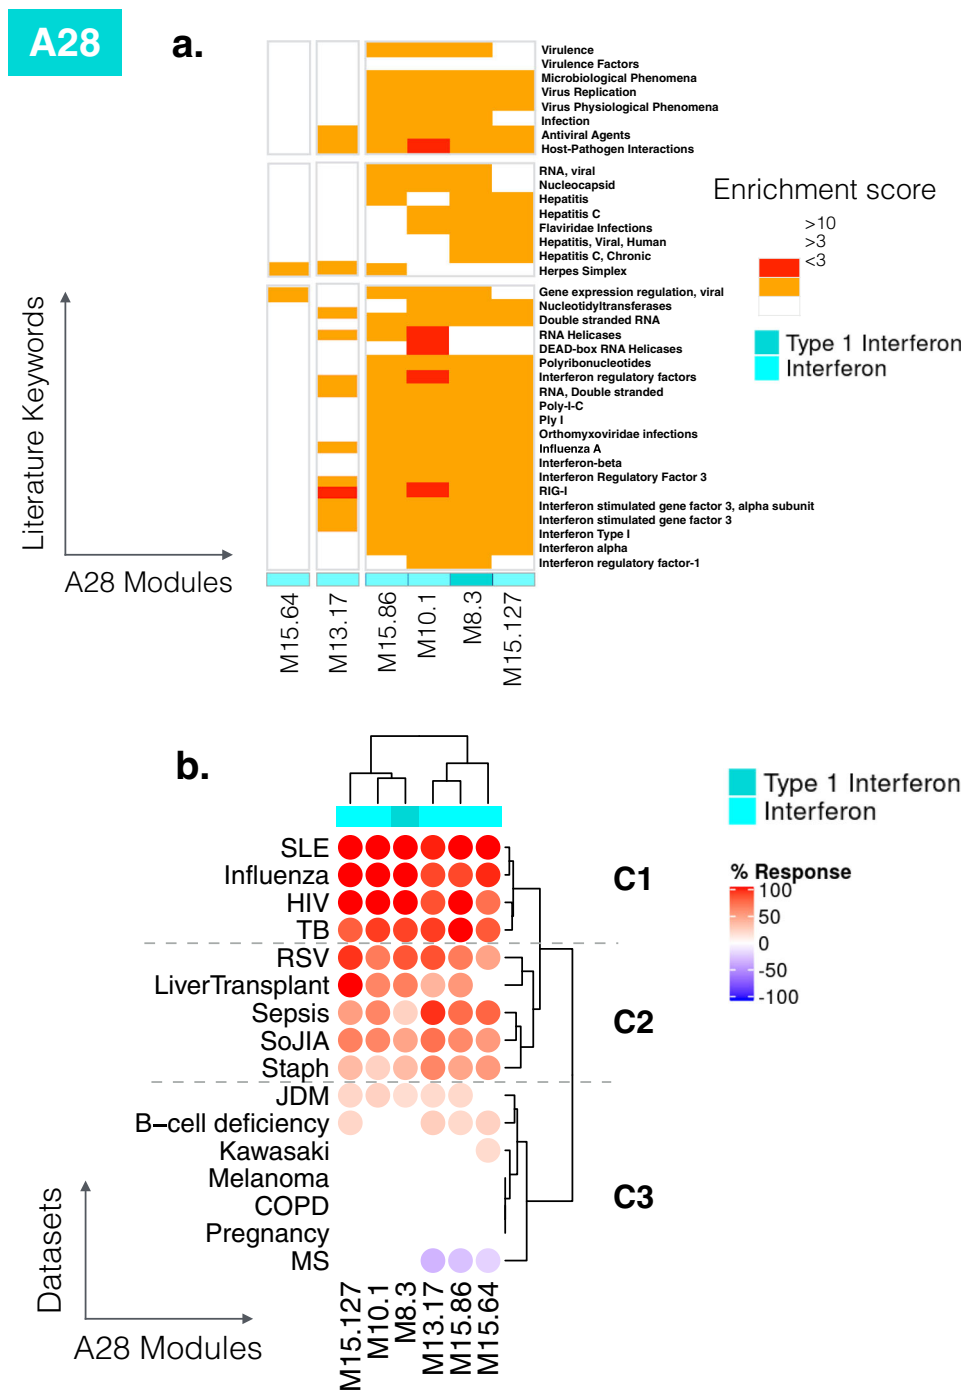 A28
a.
Virulence
Virulence Factors
Microbiological Phenomena
Virus Replication
Virus Physiological Phenomena
Infection
Antiviral Agents
Host-Pathogen Interactions
RNA, viral
Nucleocapsid
Hepatitis
Hepatitis C
Flaviridae Infections
Hepatitis, Viral, Human
Hepatitis C, Chronic
Herpes Simplex
Gene expression regulation, viral
Nucleotidyltransferases
Double stranded RNA
RNA Helicases
DEAD-box RNA Helicases
Polyribonucleotides
Interferon regulatory factors
RNA, Double stranded
Poly-I-C
Ply I
Orthomyxoviridae infections
Influenza A
Interferon-beta
Interferon Regulatory Factor 3
RIG-I
Interferon stimulated gene factor 3, alpha subunit
Interferon stimulated gene factor 3
Interferon Type I
Interferon alpha
Interferon regulatory factor-1
Enrichment score
>10
>3
<3
Type 1 Interferon
Interferon
Literature Keywords
A28 Modules
M15.64
M13.17
M15.86
M10.1
M8.3
M15.127
b.
Type 1 Interferon
Interferon
SLE
Influenza
HIV
TB
RSV
LiverTransplant
Sepsis
SoJIA
Staph
JDM
B−cell deficiency
Kawasaki
Melanoma
COPD
Pregnancy
MS
C1
C2
C3
% Response
100
50
0
-50
-100
Datasets
A28 Modules
M15.127
M10.1
M8.3
M13.17
M15.86
M15.64